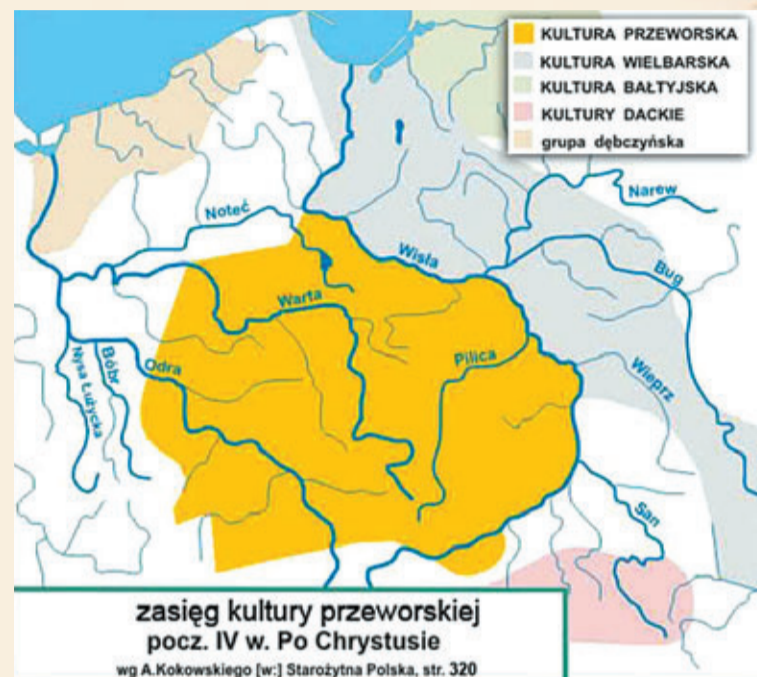 KULTURA PRZEWORSKA
KULTURA WIELBARSKA
KULTURA BAŁTYJSKA
KULTURY DACKIE
grupa dębczyńska
Narew
Noteć
Wisła
Bug
Warta
Pilica
Wieprz
Odra
Bóbr
Nysa Łużycka
San
zasięg kultury przeworskiej
pocz. IV w. Po Chrystusie
wg A.Kokowskiego [w:] Starożytna Polska, str. 320